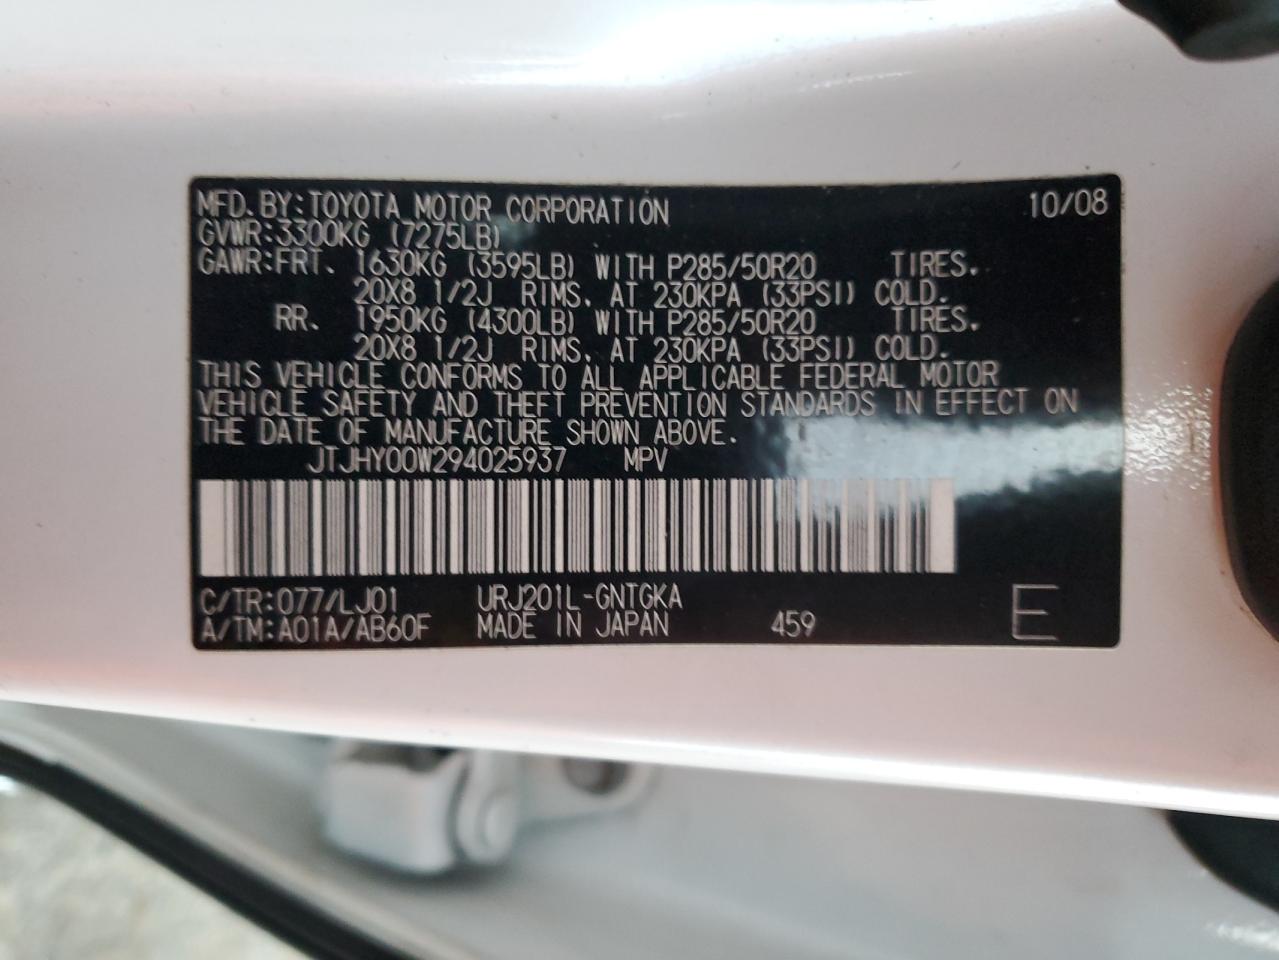 MFD. BY: TOYOTA MOTOR CORPORATION 10/08
GVWR: 3300KG (7275LB)
GAWR: FRT. 1630KG (3595LB) WITH P285/50R20 TIRES.
20X8 1/2J RIMS. AT 230KPA (33PSI) COLD.
RR. 1950KG (4300LB) WITH P285/50R20 TIRES.
20X8 1/2J RIMS. AT 230KPA (33PSI) COLD.
THIS VEHICLE CONFORMS TO ALL APPLICABLE FEDERAL MOTOR
VEHICLE SAFETY AND THEFT PREVENTION STANDARDS IN EFFECT ON
THE DATE OF MANUFACTURE SHOWN ABOVE.
JTJHY00W294025937 MPV
C/TR: 077/LJ01 URJ201L-GNTGKA
A/TM: A01A/AB60F MADE IN JAPAN 459 E